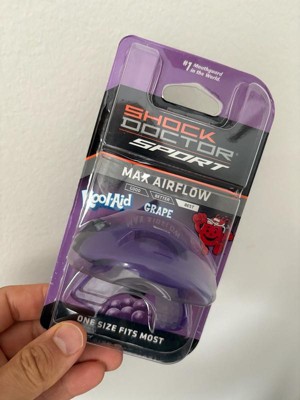 #1 Mouthguard
in the World.
SHOCK
DOCTOR
SPORT
MAX AIRFLOW
GOOD BETTER BEST
Kool-Aid
GRAPE
ONE SIZE FITS MOST